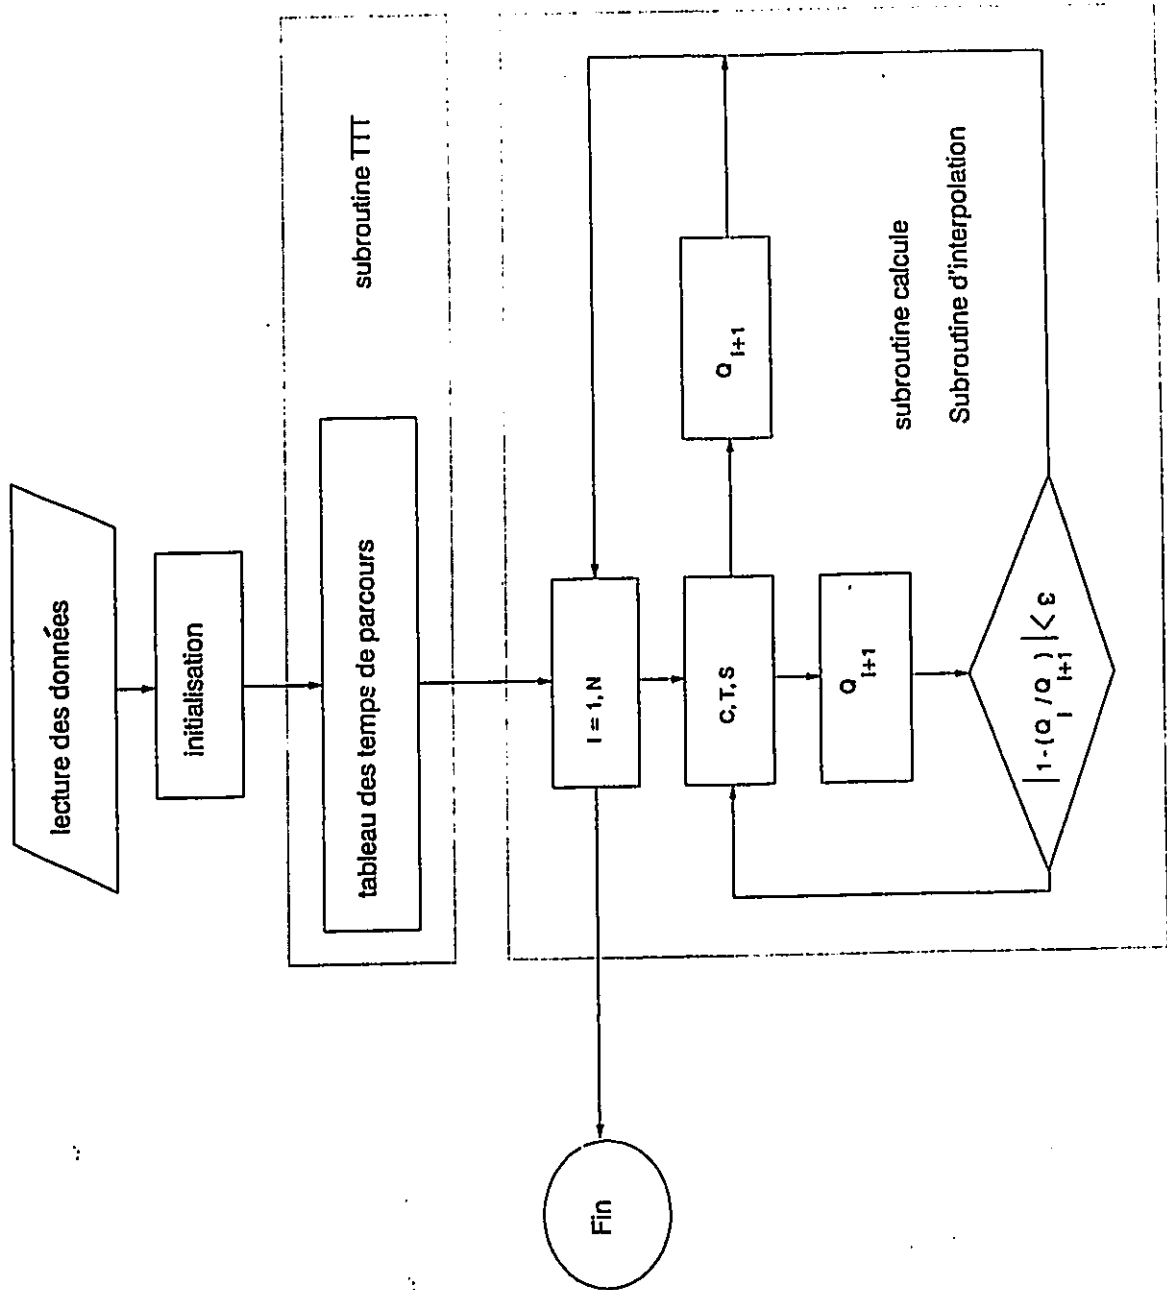 lecture des données
initialisation
tableau des temps de parcours
subroutine TTT
I = 1, N
C, T, S
Q I+1
Q I+1
| 1 - (Q I / Q I+1 ) | < ε
subroutine calcule
Subroutine d'interpolation
Fin